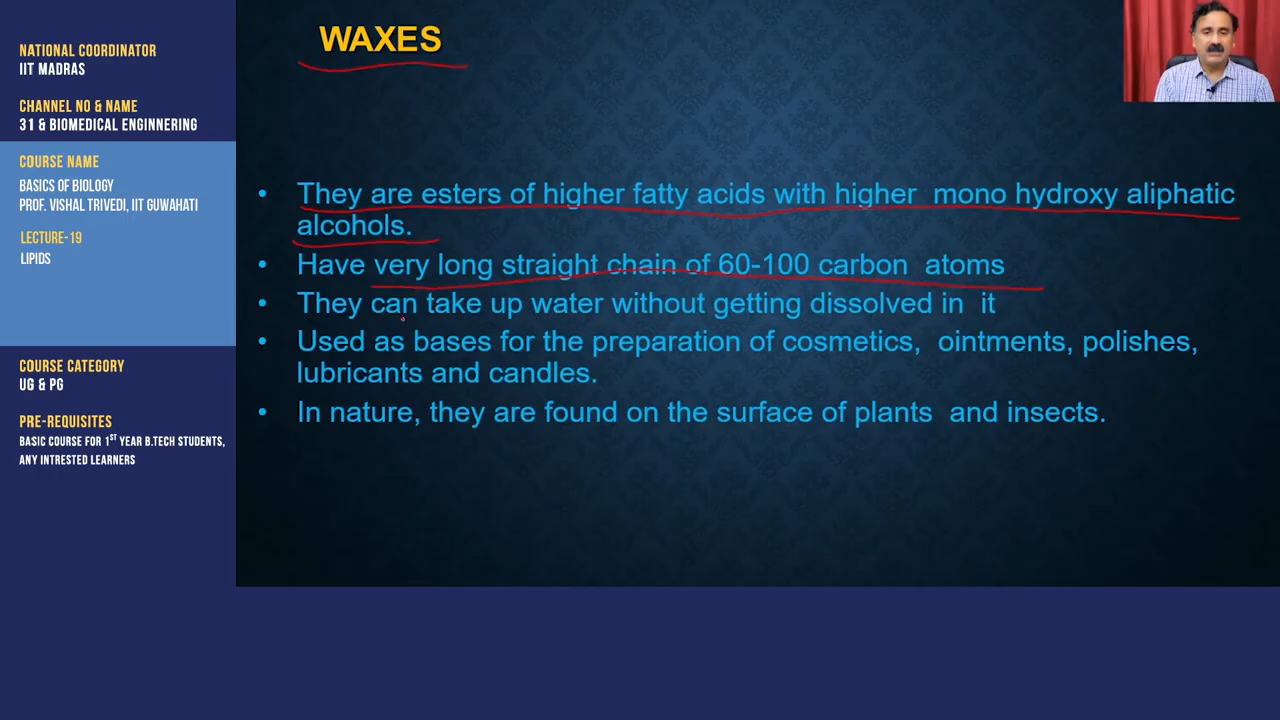 NATIONAL COORDINATOR
IIT MADRAS
CHANNEL NO & NAME
31 & BIOMEDICAL ENGINNERING
COURSE NAME
BASICS OF BIOLOGY
PROF. VISHAL TRIVEDI, IIT GUWAHATI
LECTURE-19
LIPIDS
COURSE CATEGORY
UG & PG
PRE-REQUISITES
BASIC COURSE FOR 1ST YEAR B.TECH STUDENTS,
ANY INTRESTED LEARNERS
WAXES
• They are esters of higher fatty acids with higher mono hydroxy aliphatic
alcohols.
• Have very long straight chain of 60-100 carbon atoms
• They can take up water without getting dissolved in it
• Used as bases for the preparation of cosmetics, ointments, polishes,
lubricants and candles.
• In nature, they are found on the surface of plants and insects.